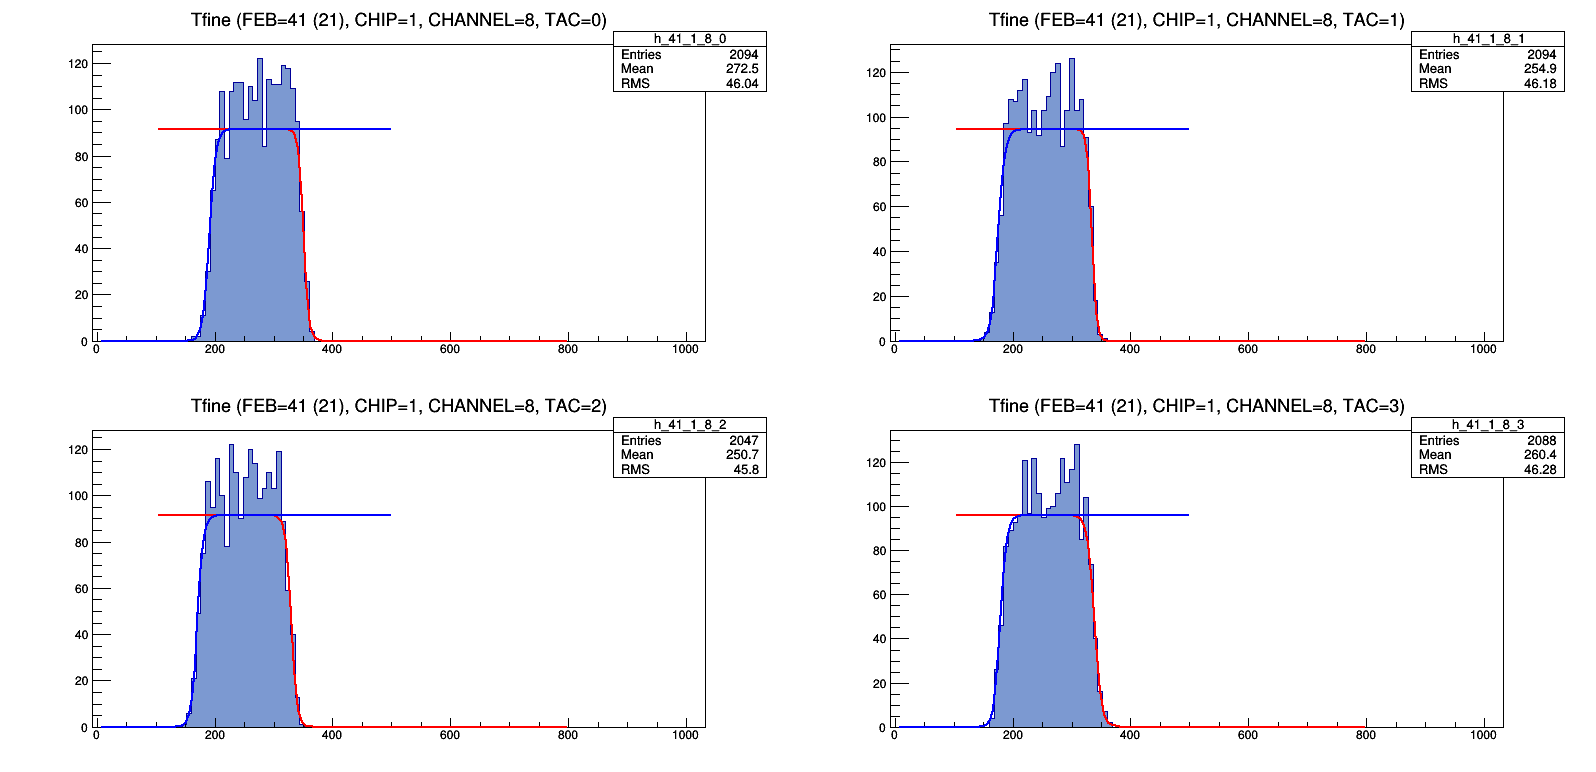 Tfine (FEB=41 (21), CHIP=1, CHANNEL=8, TAC=0)
h_41_1_8_0
Entries 2094
Mean 272.5
RMS 46.04
120
100
80
60
40
20
0
0 200 400 600 800 1000
Tfine (FEB=41 (21), CHIP=1, CHANNEL=8, TAC=1)
h_41_1_8_1
Entries 2094
Mean 254.9
RMS 46.18
120
100
80
60
40
20
0
0 200 400 600 800 1000
Tfine (FEB=41 (21), CHIP=1, CHANNEL=8, TAC=2)
h_41_1_8_2
Entries 2047
Mean 250.7
RMS 45.8
120
100
80
60
40
20
0
0 200 400 600 800 1000
Tfine (FEB=41 (21), CHIP=1, CHANNEL=8, TAC=3)
h_41_1_8_3
Entries 2088
Mean 260.4
RMS 46.28
120
100
80
60
40
20
0
0 200 400 600 800 1000